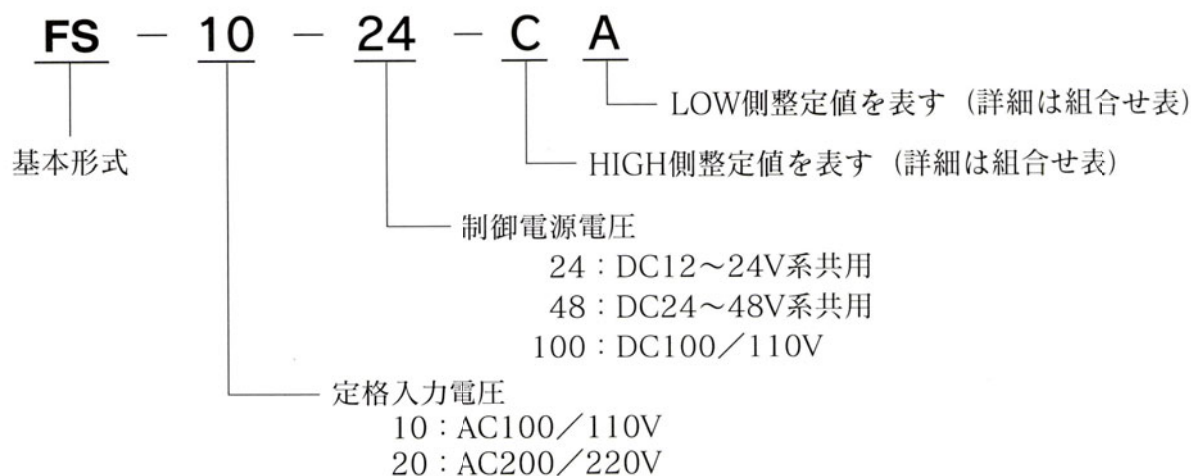 FS － 10 － 24 － C A
LOW側整定値を表す（詳細は組合せ表）
基本形式
HIGH側整定値を表す（詳細は組合せ表）
制御電源電圧
24：DC12～24V系共用
48：DC24～48V系共用
100：DC100／110V
定格入力電圧
10：AC100／110V
20：AC200／220V